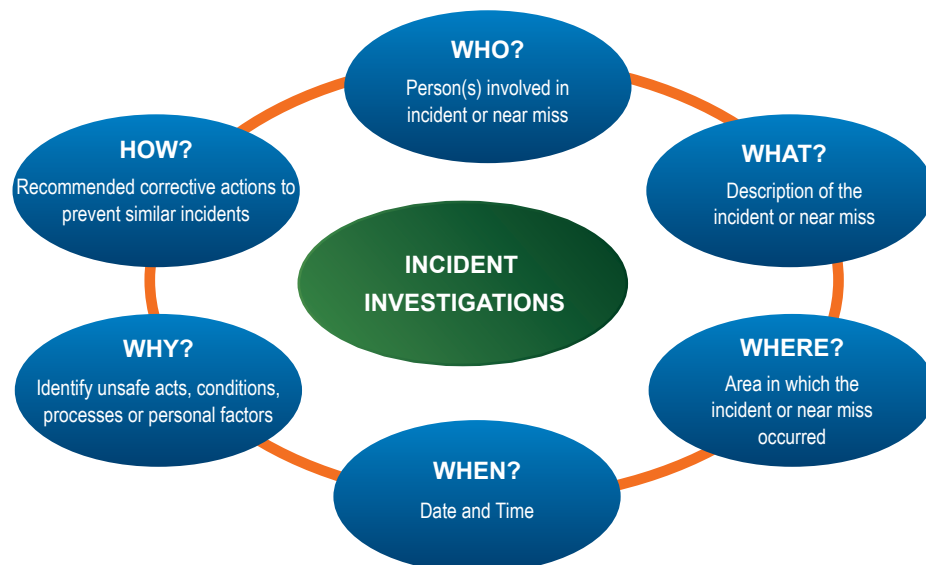 WHO?
Person(s) involved in
incident or near miss
WHAT?
Description of the
incident or near miss
WHERE?
Area in which the
incident or near miss
occurred
WHEN?
Date and Time
WHY?
Identify unsafe acts, conditions,
processes or personal factors
HOW?
Recommended corrective actions to
prevent similar incidents
INCIDENT
INVESTIGATIONS